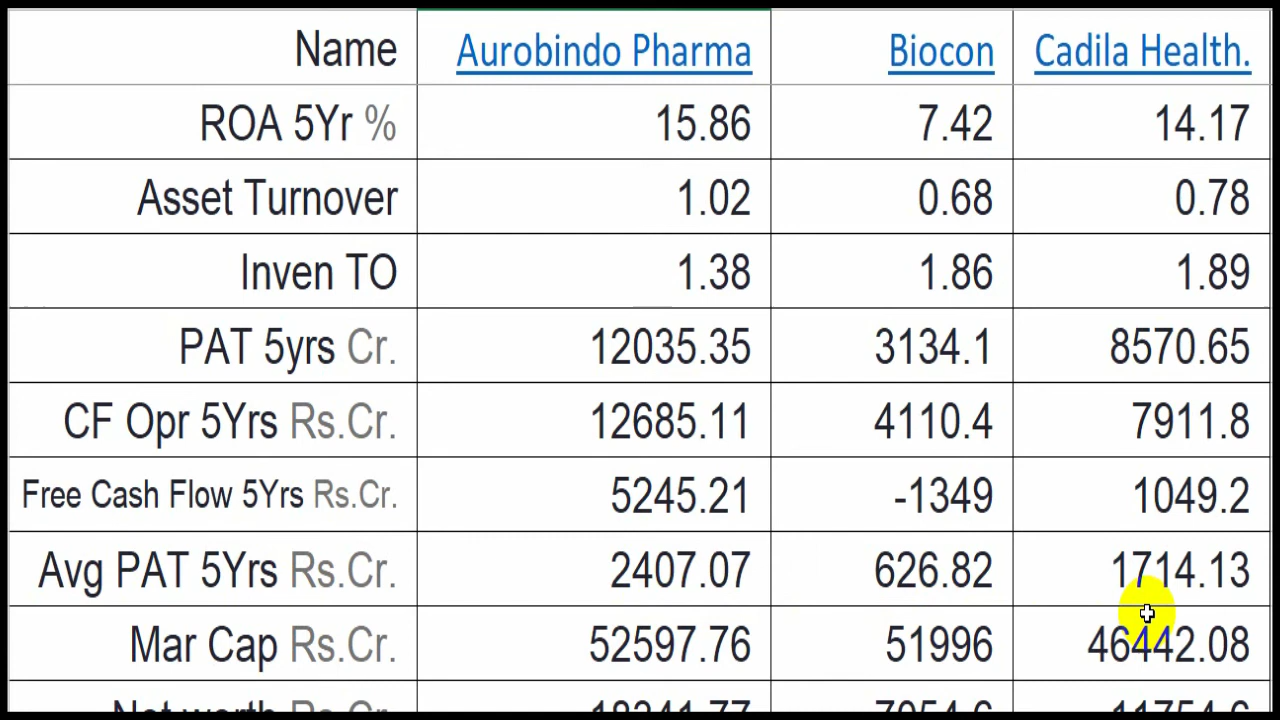 Name Aurobindo Pharma Biocon Cadila Health.
ROA 5Yr % 15.86 7.42 14.17
Asset Turnover 1.02 0.68 0.78
Inven TO 1.38 1.86 1.89
PAT 5yrs Cr. 12035.35 3134.1 8570.65
CF Opr 5Yrs Rs.Cr. 12685.11 4110.4 7911.8
Free Cash Flow 5Yrs Rs.Cr. 5245.21 -1349 1049.2
Avg PAT 5Yrs Rs.Cr. 2407.07 626.82 1714.13
Mar Cap Rs.Cr. 52597.76 51996 46442.08
Net worth Rs.Cr.